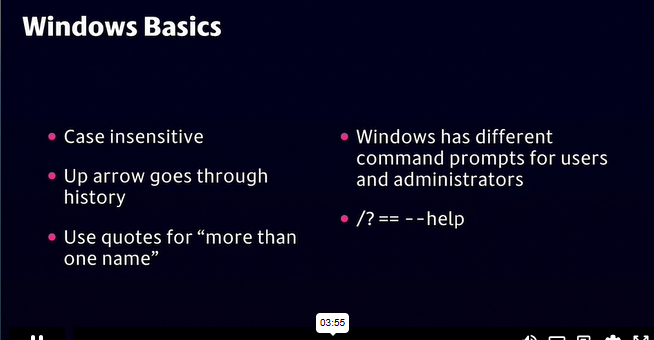 Windows Basics
Case insensitive
Up arrow goes through
history
Use quotes for “more than
one name”
Windows has different
command prompts for users
and administrators
/? == --help
03:55